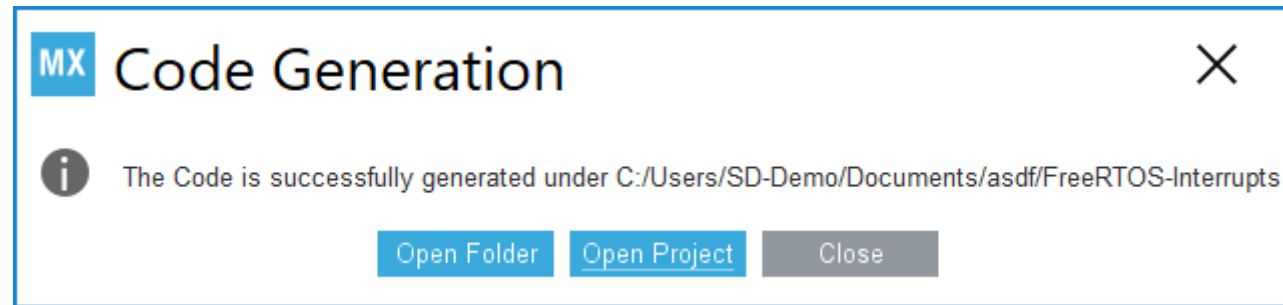 MX Code Generation
The Code is successfully generated under C:/Users/SD-Demo/Documents/asdf/FreeRTOS-Interrupts
Open Folder Open Project Close